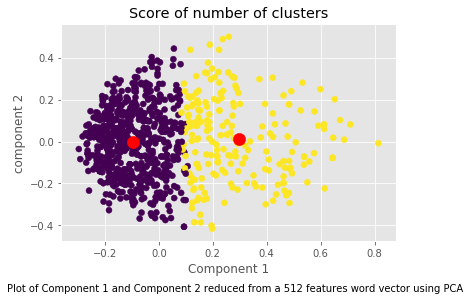 Score of number of clusters
component 2
0.4
0.2
0.0
−0.2
−0.4
−0.2 0.0 0.2 0.4 0.6 0.8
Component 1
Plot of Component 1 and Component 2 reduced from a 512 features word vector using PCA